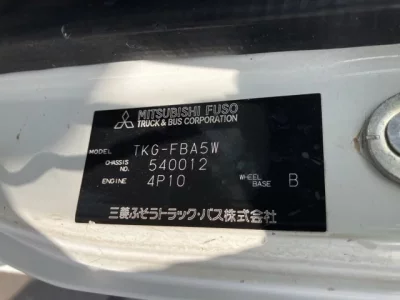 MITSUBISHI FUSO
TRUCK & BUS CORPORATION
MODEL TKG-FBA5W
CHASSIS NO. 540012
ENGINE 4P10 WHEEL BASE B
三菱ふそうトラック・バス株式会社